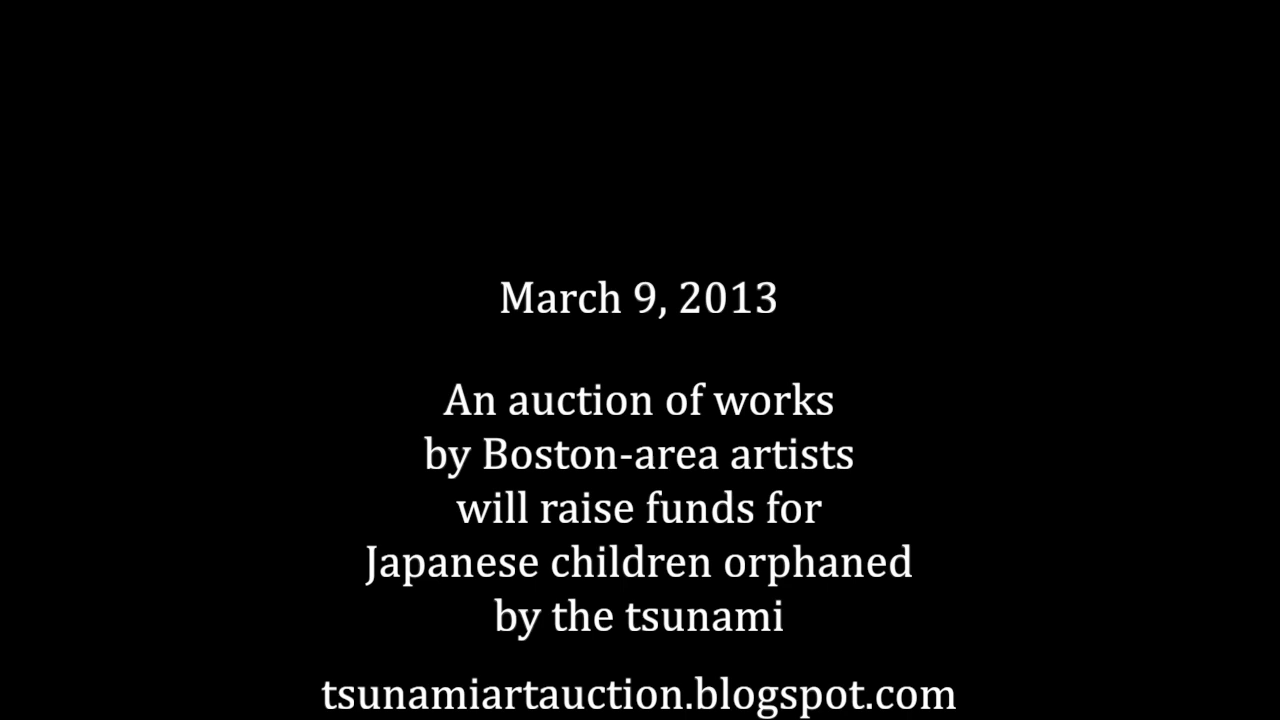 March 9, 2013
An auction of works
by Boston-area artists
will raise funds for
Japanese children orphaned
by the tsunami
tsunamiartauction.blogspot.com